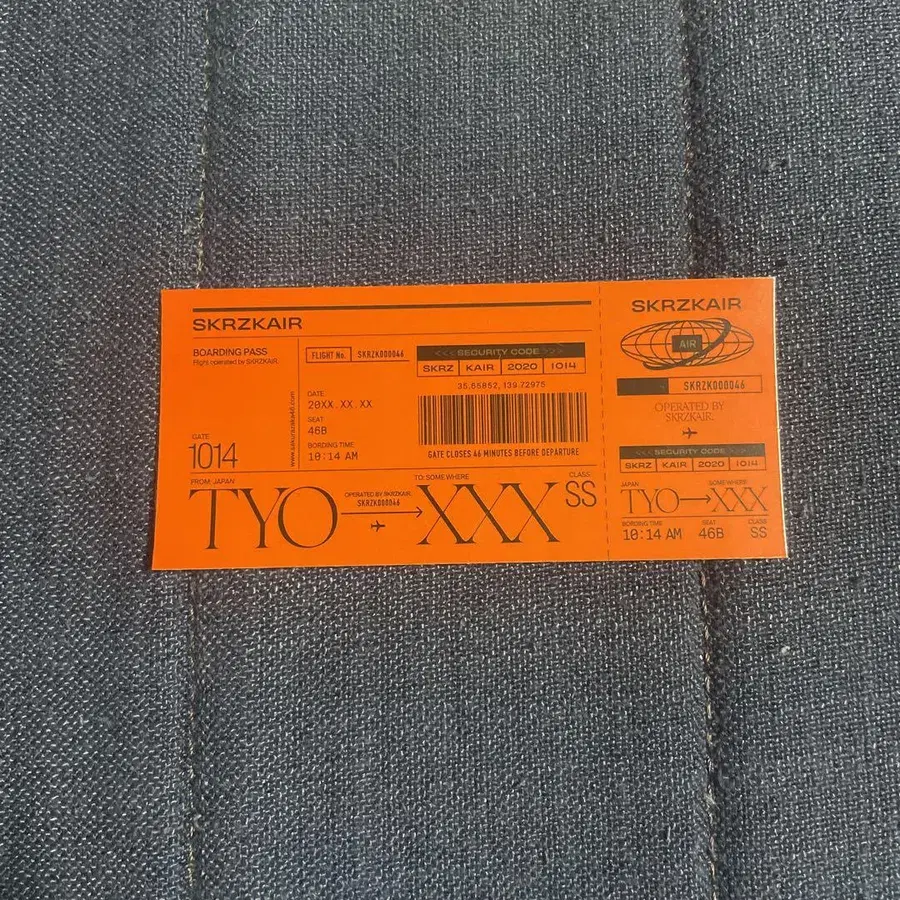 SKRZKAIR
BOARDING PASS
Flight operated by SKRZKAIR.
GATE
1014
www.sakurazaka46.com
FLIGHT No. SKRZK000046
DATE
20XX.XX.XX
SEAT
46B
BORDING TIME
10:14 AM
<<< SECURITY CODE >>>
SKRZ KAIR 2020 1014
35.66852, 139.72975
GATE CLOSES 46 MINUTES BEFORE DEPARTURE
FROM: JAPAN
TYO
OPERATED BY SKRZKAIR.
SKRZK000046
TO: SOME WHERE
XXX
CLASS
SS
SKRZKAIR
AIR
SKRZK000046
OPERATED BY
SKRZKAIR.
<<< SECURITY CODE >>>
SKRZ KAIR 2020 1014
JAPAN SOME WHERE
TYO XXX
BORDING TIME SEAT CLASS
10:14 AM 46B SS